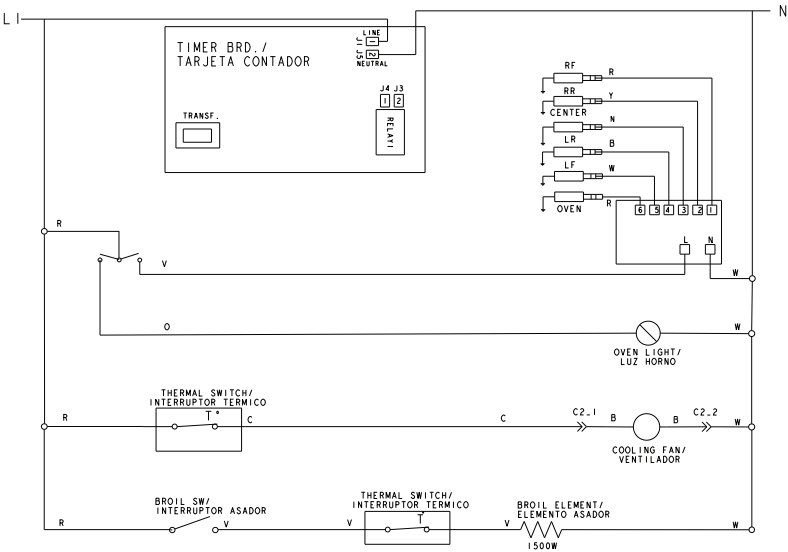 L1
N
LINE
J1
1
J5
2
NEUTRAL
TIMER BRD./
TARJETA CONTADOR
J4 J3
1 2
RELAY1
TRANSF.
RF
R
RR
Y
CENTER
N
LR
B
LF
W
R
OVEN
6 5 4 3 2 1
L N
R
V
W
O
W
OVEN LIGHT/
LUZ HORNO
THERMAL SWITCH/
INTERRUPTOR TERMICO
T°
R
C
C
C2_1
B
B
C2_2
W
COOLING FAN/
VENTILADOR
BROIL SW/
INTERRUPTOR ASADOR
THERMAL SWITCH/
INTERRUPTOR TERMICO
T
BROIL ELEMENT/
ELEMENTO ASADOR
R
V
V
V
W
1500W